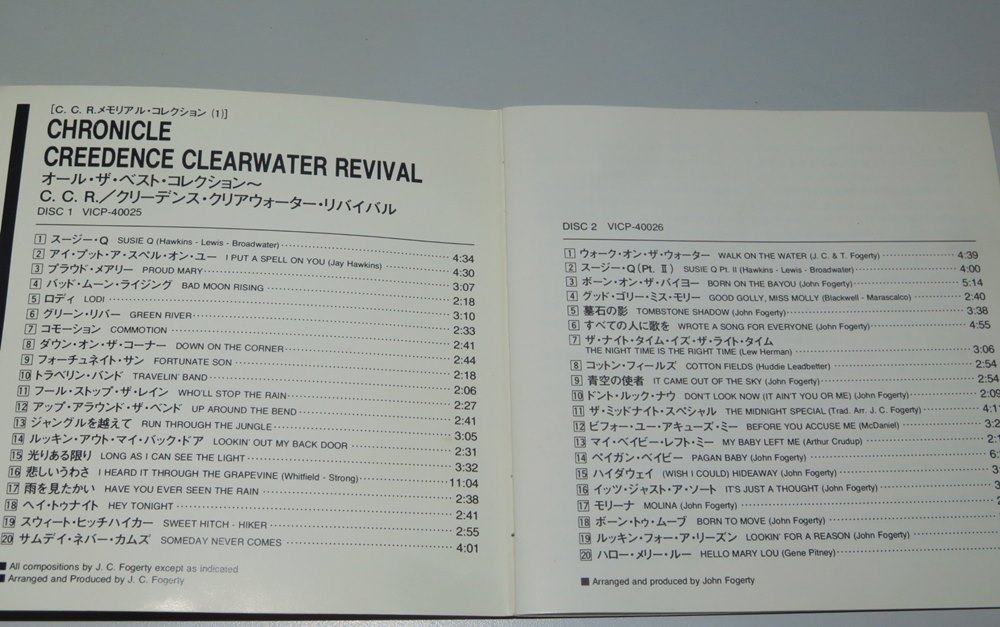 [C. C. R.メモリアル・コレクション (1)]
CHRONICLE
CREEDENCE CLEARWATER REVIVAL
オール・ザ・ベスト・コレクション〜
C. C. R.／クリーデンス・クリアウォーター・リバイバル
DISC 1 VICP-40025
1 スージー・Q SUSIE Q (Hawkins - Lewis - Broadwater) 4:34
2 アイ・プット・ア・スペル・オン・ユー I PUT A SPELL ON YOU (Jay Hawkins) 4:30
3 プラウド・メアリー PROUD MARY 3:07
4 バッド・ムーン・ライジング BAD MOON RISING 2:18
5 ロディ LODI 3:10
6 グリーン・リバー GREEN RIVER 2:33
7 コモーション COMMOTION 2:41
8 ダウン・オン・ザ・コーナー DOWN ON THE CORNER 2:44
9 フォーチュネイト・サン FORTUNATE SON 2:18
10 トラベリン・バンド TRAVELIN' BAND 2:06
11 フール・ストップ・ザ・レイン WHO'LL STOP THE RAIN 2:27
12 アップ・アラウンド・ザ・ベンド UP AROUND THE BEND 2:41
13 ジャングルを越えて RUN THROUGH THE JUNGLE 3:05
14 ルッキン・アウト・マイ・バック・ドア LOOKIN' OUT MY BACK DOOR 2:31
15 光りある限り LONG AS I CAN SEE THE LIGHT 3:32
16 悲しいうわさ I HEARD IT THROUGH THE GRAPEVINE (Whitfield - Strong) 11:04
17 雨を見たかい HAVE YOU EVER SEEN THE RAIN 2:38
18 ヘイ・トゥナイト HEY TONIGHT 2:41
19 スウィート・ヒッチハイカー SWEET HITCH - HIKER 2:55
20 サムデイ・ネバー・カムズ SOMEDAY NEVER COMES 4:01
■ All compositions by J. C. Fogerty except as indicated
■ Arranged and Produced by J. C. Fogerty
DISC 2 VICP-40026
1 ウォーク・オン・ザ・ウォーター WALK ON THE WATER (J. C. & T. Fogerty) 4:39
2 スージー・Q (Pt. II) SUSIE Q Pt. II (Hawkins - Lewis - Broadwater) 4:00
3 ボーン・オン・ザ・バイヨー BORN ON THE BAYOU (John Fogerty) 5:14
4 グッド・ゴリー・ミス・モリー GOOD GOLLY, MISS MOLLY (Blackwell - Marascalco) 2:40
5 墓石の影 TOMBSTONE SHADOW (John Fogerty) 3:38
6 すべての人に歌を WROTE A SONG FOR EVERYONE (John Fogerty) 4:55
7 ザ・ナイト・タイム・イズ・ザ・ライト・タイム
THE NIGHT TIME IS THE RIGHT TIME (Lew Herman) 3:06
8 コットン・フィールズ COTTON FIELDS (Huddie Leadbetter) 2:54
9 青空の使者 IT CAME OUT OF THE SKY (John Fogerty) 2:54
10 ドント・ルック・ナウ DON'T LOOK NOW (IT AIN'T YOU OR ME) (John Fogerty) 2:09
11 ザ・ミッドナイト・スペシャル THE MIDNIGHT SPECIAL (Trad. Arr. J. C. Fogerty) 4:11
12 ビフォー・ユー・アキューズ・ミー BEFORE YOU ACCUSE ME (McDaniel)
13 マイ・ベイビー・レフト・ミー MY BABY LEFT ME (Arthur Crudup)
14 ペイガン・ベイビー PAGAN BABY (John Fogerty)
15 ハイダウェイ (WISH I COULD) HIDEAWAY (John Fogerty)
16 イッツ・ジャスト・ア・ソート IT'S JUST A THOUGHT (John Fogerty)
17 モリーナ MOLINA (John Fogerty)
18 ボーン・トゥ・ムーブ BORN TO MOVE (John Fogerty)
19 ルッキン・フォー・ア・リーズン LOOKIN' FOR A REASON (John Fogerty)
20 ハロー・メリー・ルー HELLO MARY LOU (Gene Pitney)
■ Arranged and produced by John Fogerty